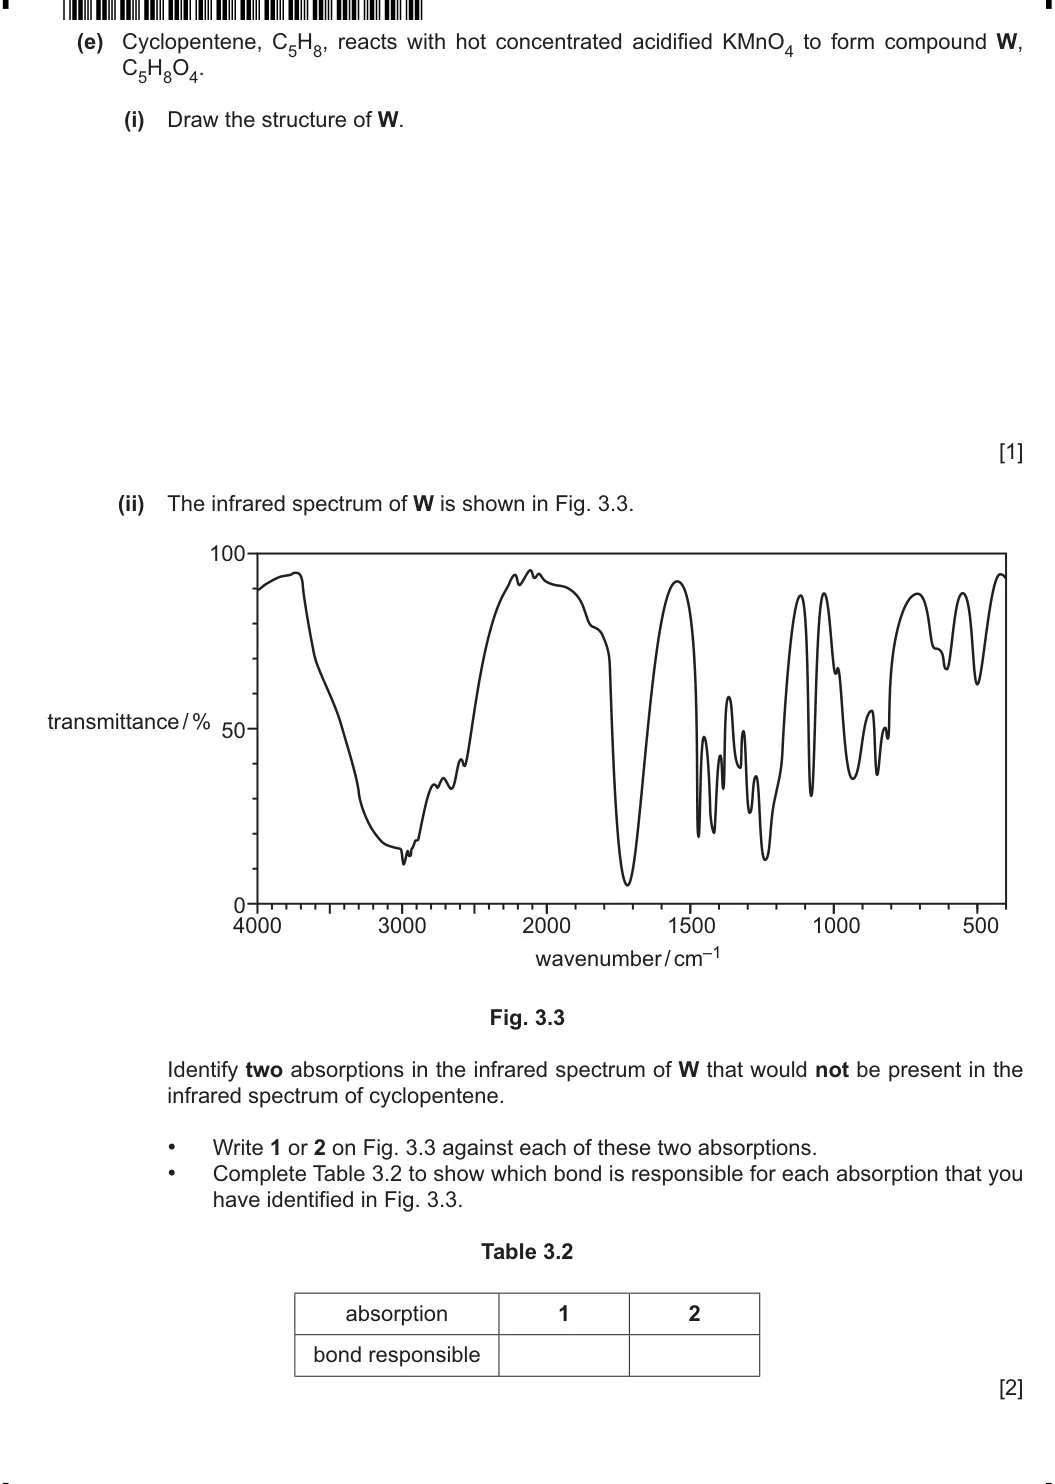 (e) Cyclopentene, C₅H₈, reacts with hot concentrated acidified KMnO₄ to form compound W,
C₅H₈O₄.
(i) Draw the structure of W.
[1]
(ii) The infrared spectrum of W is shown in Fig. 3.3.
100
transmittance / %
50
0
4000 3000 2000 1500 1000 500
wavenumber / cm⁻¹
Fig. 3.3
Identify two absorptions in the infrared spectrum of W that would not be present in the
infrared spectrum of cyclopentene.
• Write 1 or 2 on Fig. 3.3 against each of these two absorptions.
• Complete Table 3.2 to show which bond is responsible for each absorption that you
have identified in Fig. 3.3.
Table 3.2
absorption 1 2
bond responsible
[2]